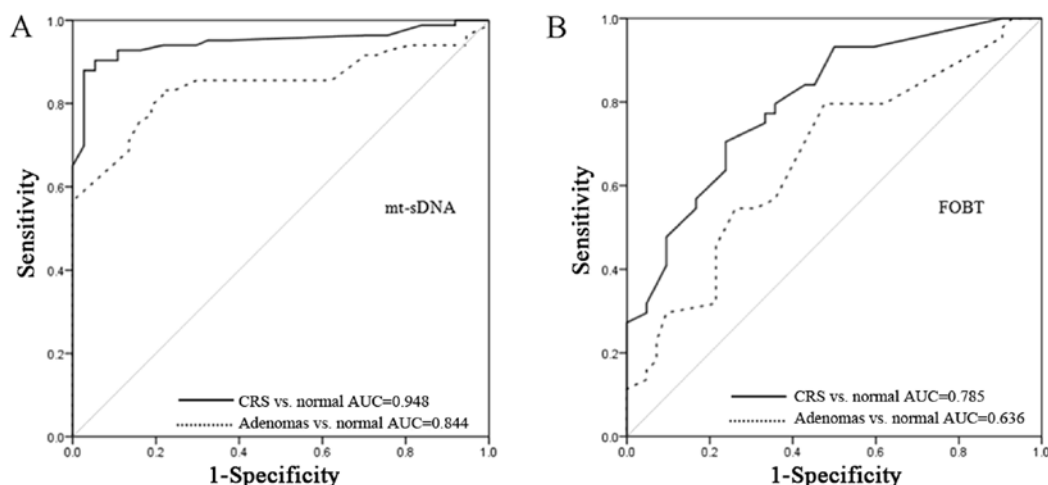 A
1.0
0.8
0.6
0.4
0.2
0.0
Sensitivity
mt-sDNA
CRS vs. normal AUC=0.948
Adenomas vs. normal AUC=0.844
0.0 0.2 0.4 0.6 0.8 1.0
1-Specificity
B
1.0
0.8
0.6
0.4
0.2
0.0
Sensitivity
FOBT
CRS vs. normal AUC=0.785
Adenomas vs. normal AUC=0.636
0.0 0.2 0.4 0.6 0.8 1.0
1-Specificity